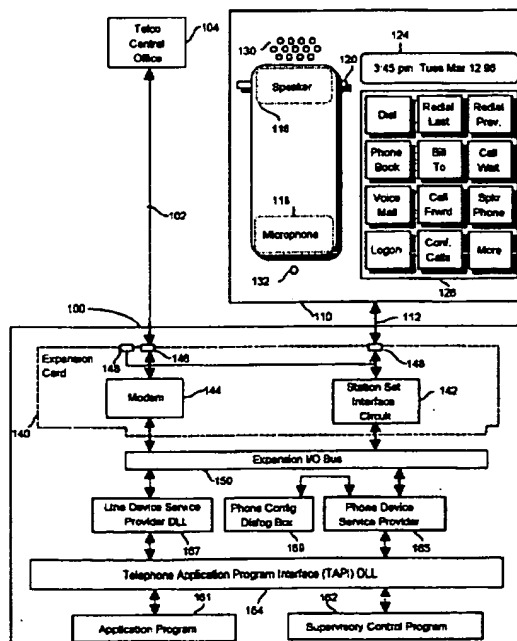 Telco
Central
Office
104
130
120
124
3:45 pm Tues Mar 12 96
Speaker
116
Dial
Redial
Last
Redial
Prev.
Phone
Book
Bill
To
Call
Wait
Voice
Mail
Call
Frwrd
Spkr
Phone
Logon
Conf.
Calls
More
118
Microphone
132
126
102
100
110
112
Expansion
Card
146
148
Modem
144
Station Set
Interface
Circuit
142
140
Expansion I/O Bus
150
Line Device Service
Provider DLL
167
Phone Config
Dialog Box
169
Phone Device
Service Provider
165
Telephone Application Program Interface (TAPI) DLL
161
164
162
Application Program
Supervisory Control Program